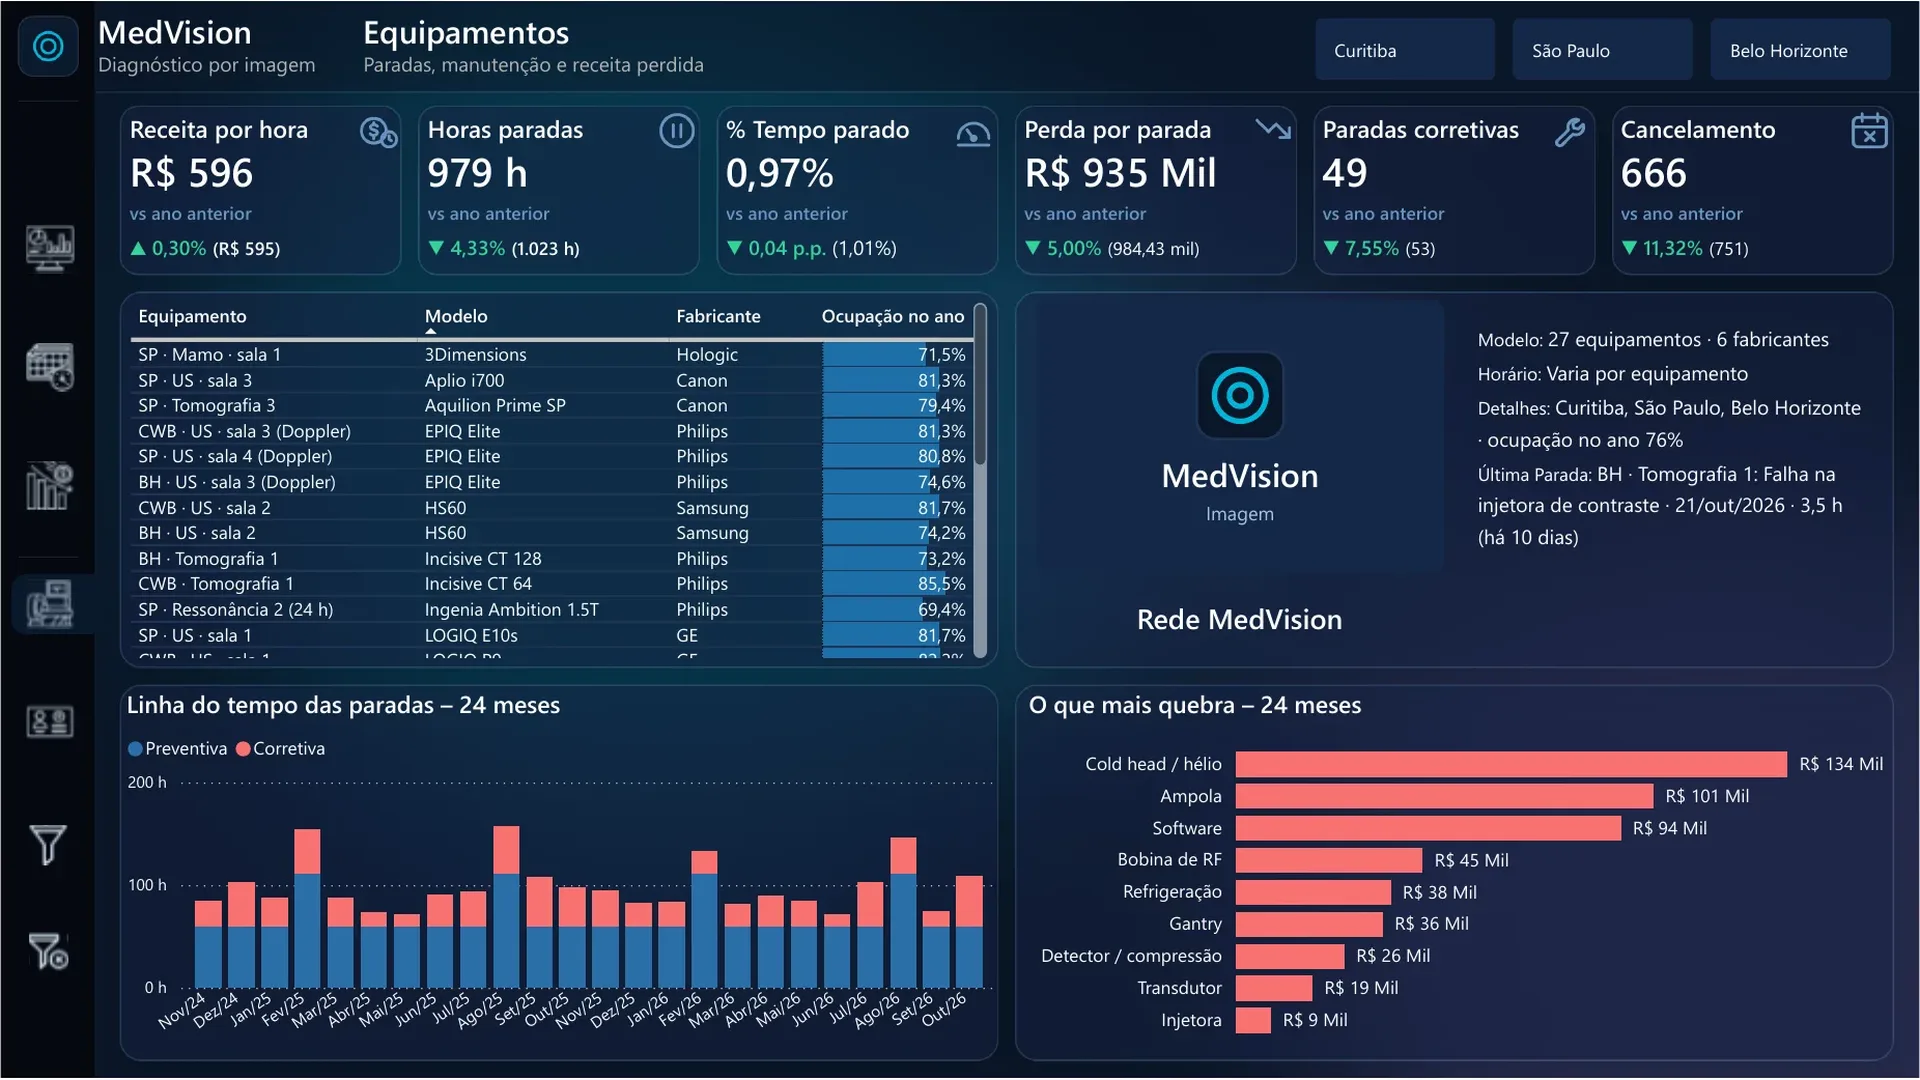 MedVision
Diagnóstico por imagem
Equipamentos
Paradas, manutenção e receita perdida
Curitiba
São Paulo
Belo Horizonte
Receita por hora
R$ 596
vs ano anterior
▲ 0,30% (R$ 595)
Horas paradas
979 h
vs ano anterior
▼ 4,33% (1.023 h)
% Tempo parado
0,97%
vs ano anterior
▼ 0,04 p.p. (1,01%)
Perda por parada
R$ 935 Mil
vs ano anterior
▼ 5,00% (984,43 mil)
Paradas corretivas
49
vs ano anterior
▼ 7,55% (53)
Cancelamento
666
vs ano anterior
▼ 11,32% (751)
Equipamento Modelo Fabricante Ocupação no ano
SP · Mamo · sala 1 3Dimensions Hologic 71,5%
SP · US · sala 3 Aplio i700 Canon 81,3%
SP · Tomografia 3 Aquilion Prime SP Canon 79,4%
CWB · US · sala 3 (Doppler) EPIQ Elite Philips 81,3%
SP · US · sala 4 (Doppler) EPIQ Elite Philips 80,8%
BH · US · sala 3 (Doppler) EPIQ Elite Philips 74,6%
CWB · US · sala 2 HS60 Samsung 81,7%
BH · US · sala 2 HS60 Samsung 74,2%
BH · Tomografia 1 Incisive CT 128 Philips 73,2%
CWB · Tomografia 1 Incisive CT 64 Philips 85,5%
SP · Ressonância 2 (24 h) Ingenia Ambition 1.5T Philips 69,4%
SP · US · sala 1 LOGIQ E10s GE 81,7%
MedVision
Imagem
Rede MedVision
Modelo: 27 equipamentos · 6 fabricantes
Horário: Varia por equipamento
Detalhes: Curitiba, São Paulo, Belo Horizonte
· ocupação no ano 76%
Última Parada: BH · Tomografia 1: Falha na
injetora de contraste · 21/out/2026 · 3,5 h
(há 10 dias)
Linha do tempo das paradas – 24 meses
Preventiva Corretiva
200 h
100 h
0 h
Nov/24 Dez/24 Jan/25 Fev/25 Mar/25 Abr/25 Mai/25 Jun/25 Jul/25 Ago/25 Set/25 Out/25 Nov/25 Dez/25 Jan/26 Fev/26 Mar/26 Abr/26 Mai/26 Jun/26 Jul/26 Ago/26 Set/26 Out/26
O que mais quebra – 24 meses
Cold head / hélio R$ 134 Mil
Ampola R$ 101 Mil
Software R$ 94 Mil
Bobina de RF R$ 45 Mil
Refrigeração R$ 38 Mil
Gantry R$ 36 Mil
Detector / compressão R$ 26 Mil
Transdutor R$ 19 Mil
Injetora R$ 9 Mil